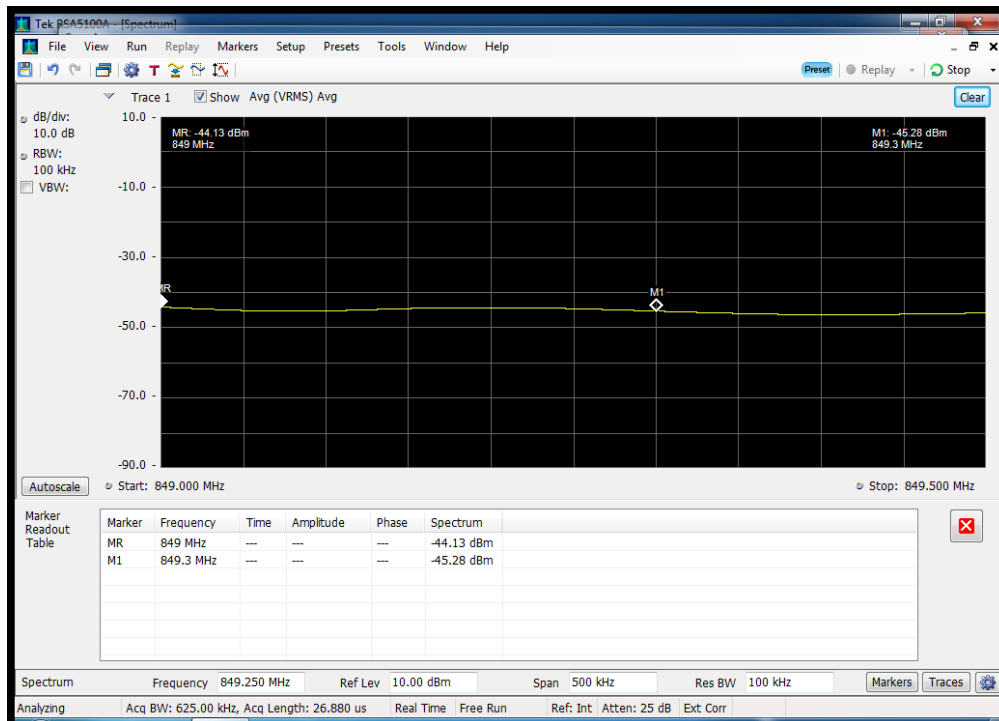 Tek RSA5100A - [Spectrum]
File View Run Replay Markers Setup Presets Tools Window Help
T Preset Replay Stop
Trace 1 Show Avg (VRMS) Avg Clear
dB/div:
10.0 dB
RBW:
100 kHz
VBW:
10.0
-10.0
-30.0
-50.0
-70.0
-90.0
MR: -44.13 dBm
849 MHz
M1: -45.28 dBm
849.3 MHz
MR
M1
Autoscale Start: 849.000 MHz Stop: 849.500 MHz
Marker
Readout
Table
Marker Frequency Time Amplitude Phase Spectrum
MR 849 MHz --- --- --- -44.13 dBm
M1 849.3 MHz --- --- --- -45.28 dBm
Spectrum Frequency 849.250 MHz Ref Lev 10.00 dBm Span 500 kHz Res BW 100 kHz Markers Traces
Analyzing Acq BW: 625.00 kHz, Acq Length: 26.880 us Real Time Free Run Ref: Int Atten: 25 dB Ext Corr